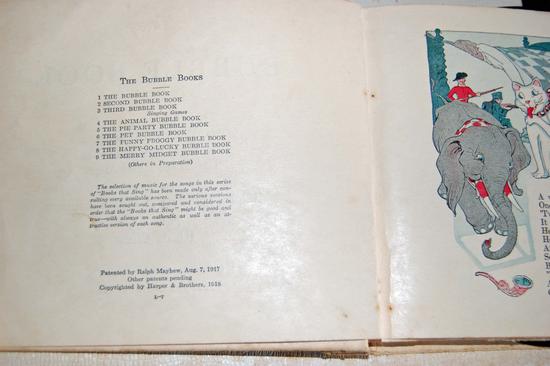 THE BUBBLE BOOKS
1 THE BUBBLE BOOK
2 SECOND BUBBLE BOOK
3 THIRD BUBBLE BOOK
Singing Games
4 THE ANIMAL BUBBLE BOOK
5 THE PIE PARTY BUBBLE BOOK
6 THE PET BUBBLE BOOK
7 THE FUNNY FROGGY BUBBLE BOOK
8 THE HAPPY-GO-LUCKY BUBBLE BOOK
9 THE MERRY MIDGET BUBBLE BOOK
(Others in Preparation)
The selection of music for the songs in this series
of "Books that Sing" has been made only after con-
sulting every available source. The various versions
have been sought out, compared and considered in
order that the "Books that Sing" might be good and
true—with always an authentic as well as an at-
tractive version of each song.
Patented by Ralph Mayhew, Aug. 7, 1917
Other patents pending
Copyrighted by Harper & Brothers, 1918